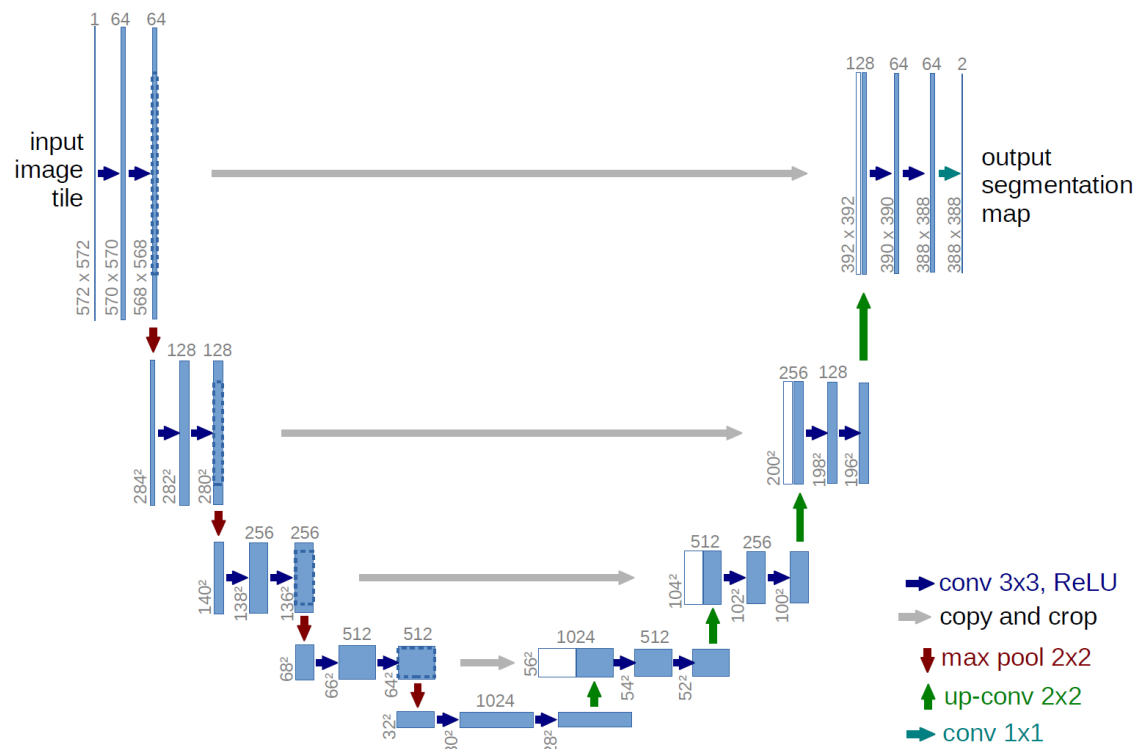 1 64 64
128
64 64 2
input
image
tile
output
segmentation
map
572 x 572
570 x 570
568 x 568
392 x 392
390 x 390
388 x 388
388 x 388
128 128
256 128
284²
282²
280²
200²
198²
196²
256 256
512 256
140²
138²
136²
104²
102²
100²
512 512
1024 512
68²
66²
64²
56²
54²
52²
1024
32²
conv 3x3, ReLU
copy and crop
max pool 2x2
up-conv 2x2
conv 1x1